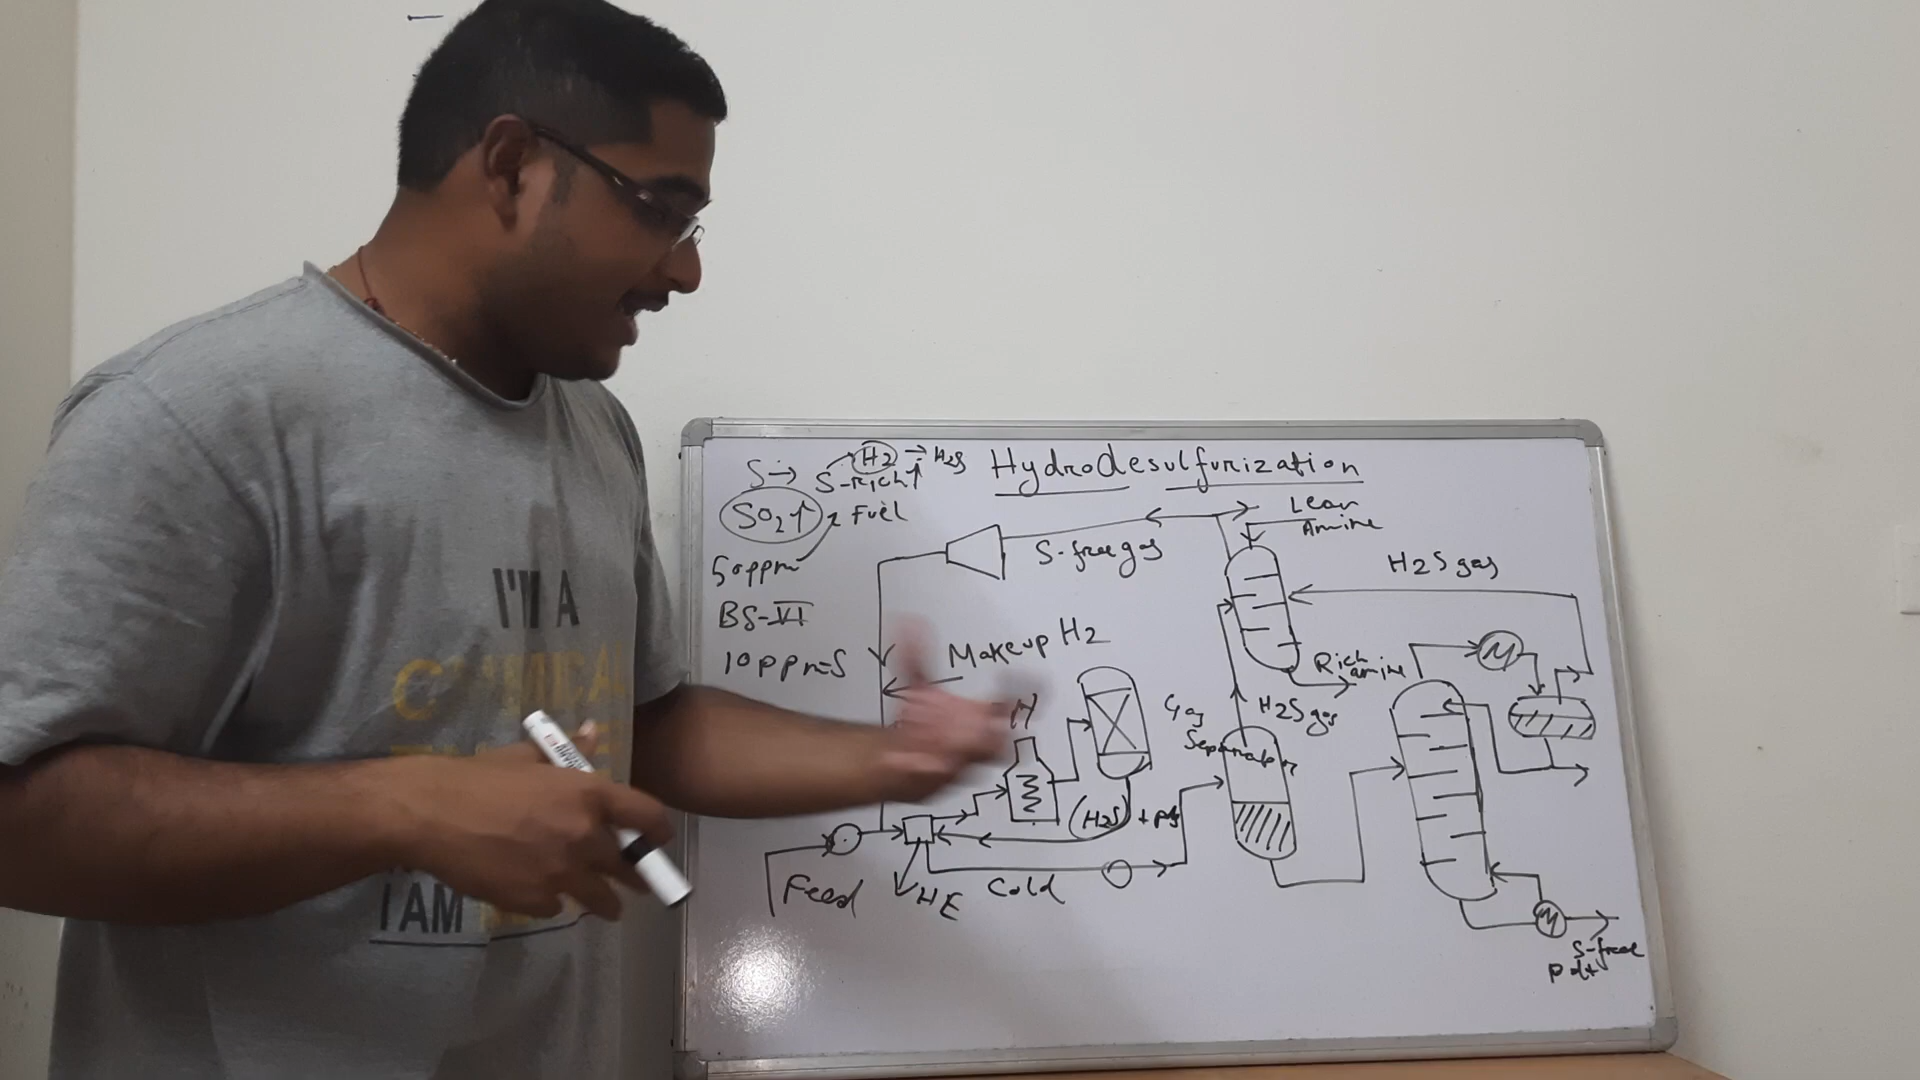 S → S-Rich↑
H2 → H2S
SO2↑ 2 Fuel
50ppm
BS-VI
10ppm S
Hydrodesulfurization
Lean
Amine
S-free gas
H2S gas
Makeup H2
Rich
amine
H2S gas
Gas
Separator
(H2S) +
Feed
HE
Cold
S-free
Pdt
I'M A
I AM